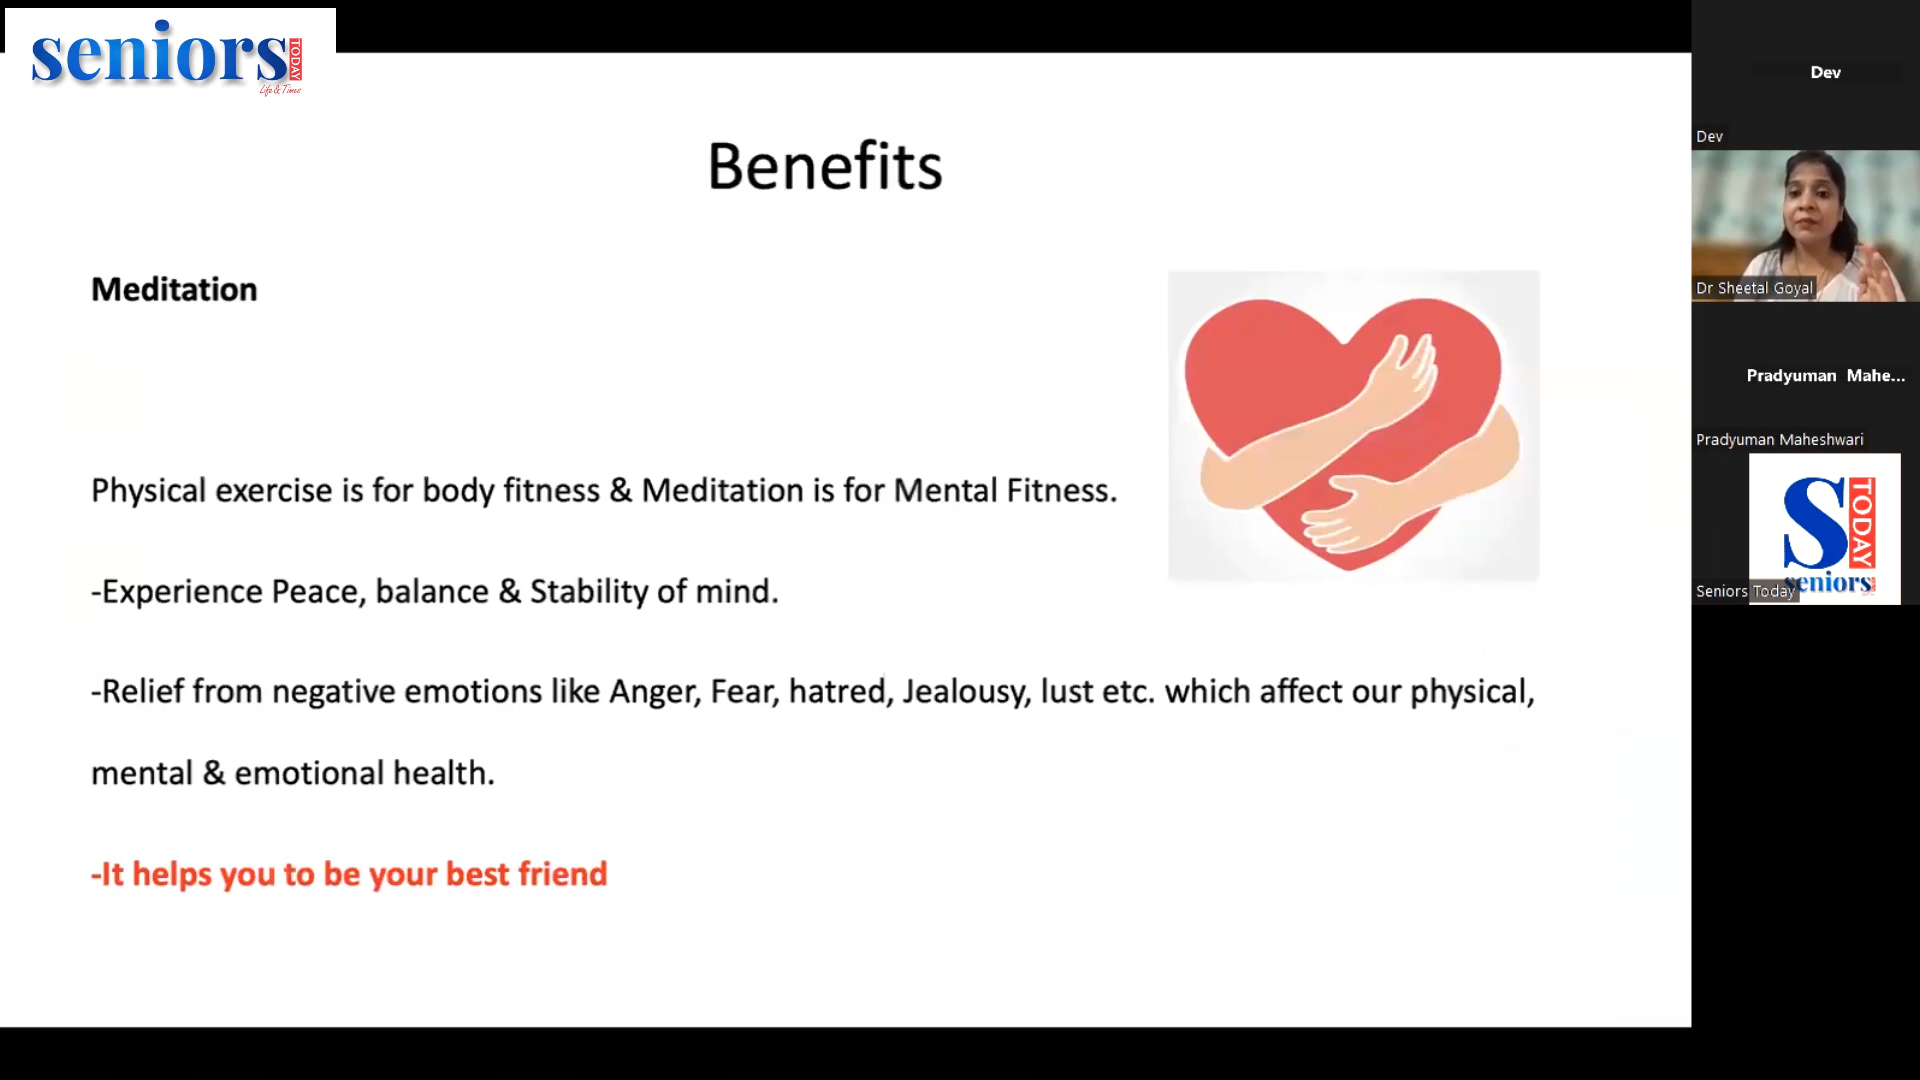 seniors TODAY
Life & Times
Benefits
Meditation
Physical exercise is for body fitness & Meditation is for Mental Fitness.
-Experience Peace, balance & Stability of mind.
-Relief from negative emotions like Anger, Fear, hatred, Jealousy, lust etc. which affect our physical,
mental & emotional health.
-It helps you to be your best friend
Dev
Dev
Dr Sheetal Goyal
Pradyuman Mahe...
Pradyuman Maheshwari
S TODAY
seniors
Seniors Today